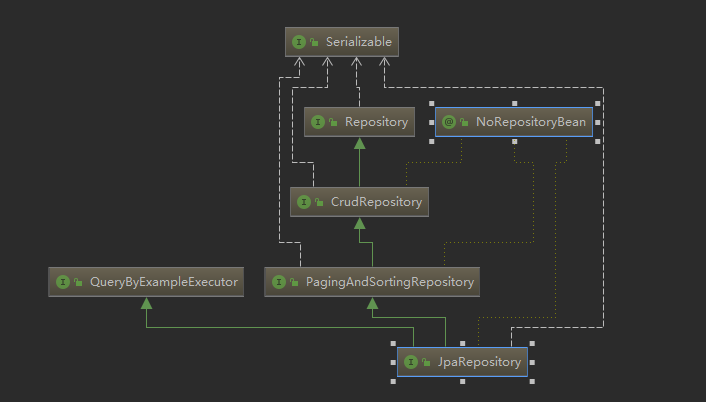 I Serializable
I Repository
@ NoRepositoryBean
I CrudRepository
I QueryByExampleExecutor
I PagingAndSortingRepository
I JpaRepository